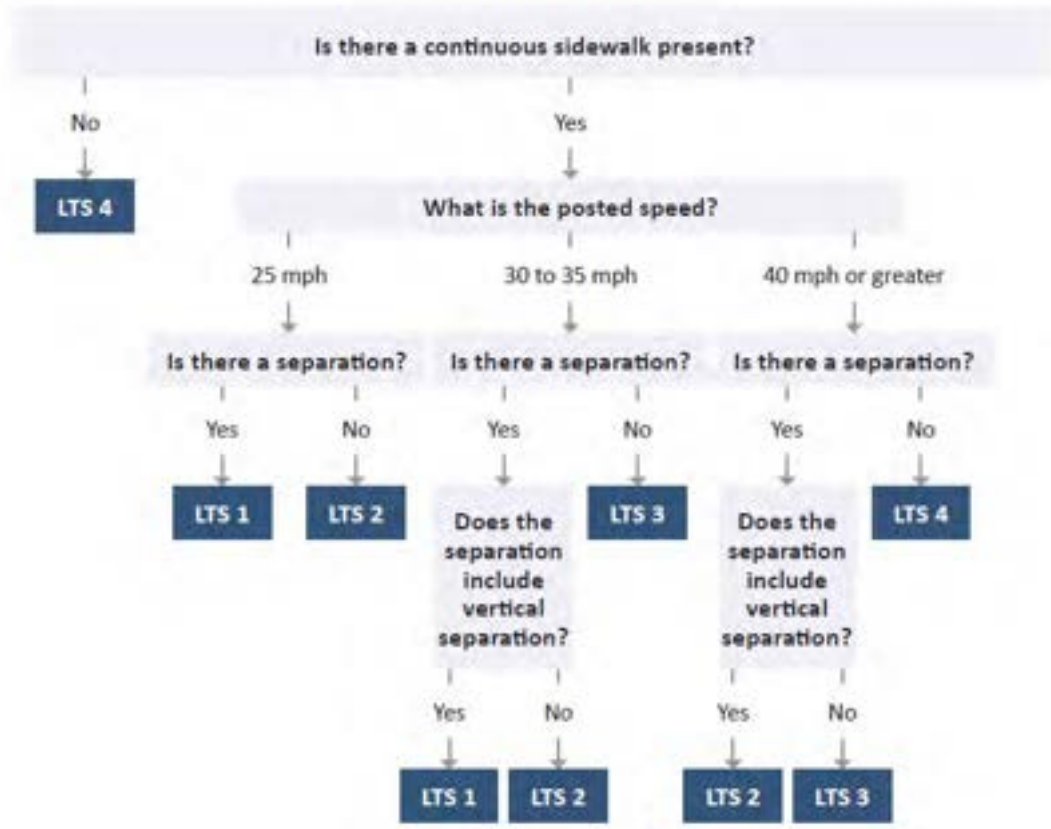 Is there a continuous sidewalk present?
No
Yes
LTS 4
What is the posted speed?
25 mph
30 to 35 mph
40 mph or greater
Is there a separation?
Is there a separation?
Is there a separation?
Yes
No
Yes
No
Yes
No
LTS 1
LTS 2
Does the
separation
include
vertical
separation?
LTS 3
Does the
separation
include
vertical
separation?
LTS 4
Yes
No
Yes
No
LTS 1
LTS 2
LTS 2
LTS 3